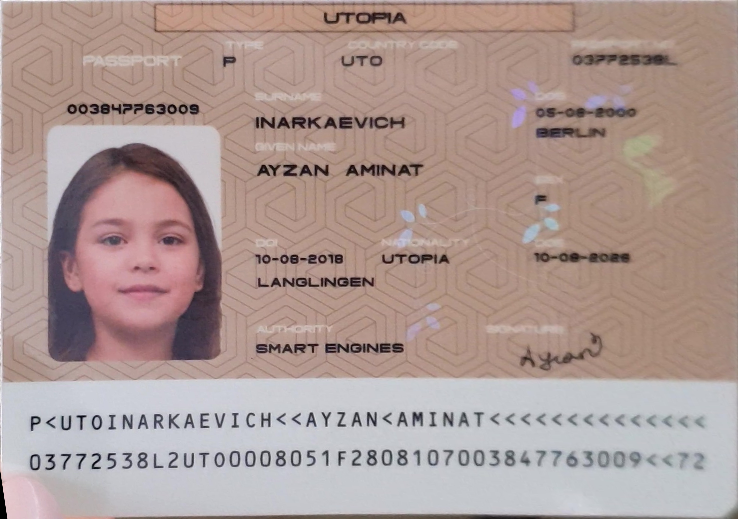 UTOPIA
TYPE COUNTRY CODE
PASSPORT P UTO 03772538L
003847763009
SURNAME DOB
INARKAEVICH 05-08-2000
BERLIN
GIVEN NAME
AYZAN AMINAT
SEX
F
DOI NATIONALITY DOE
10-08-2018 UTOPIA 10-08-2028
LANGLINGEN
AUTHORITY SIGNATURE
SMART ENGINES Ayzan
P<UTOINARKAEVICH<<AYZAN<AMINAT<<<<<<<<<<<<<<
03772538L2UTO0008051F2808107003847763009<<72